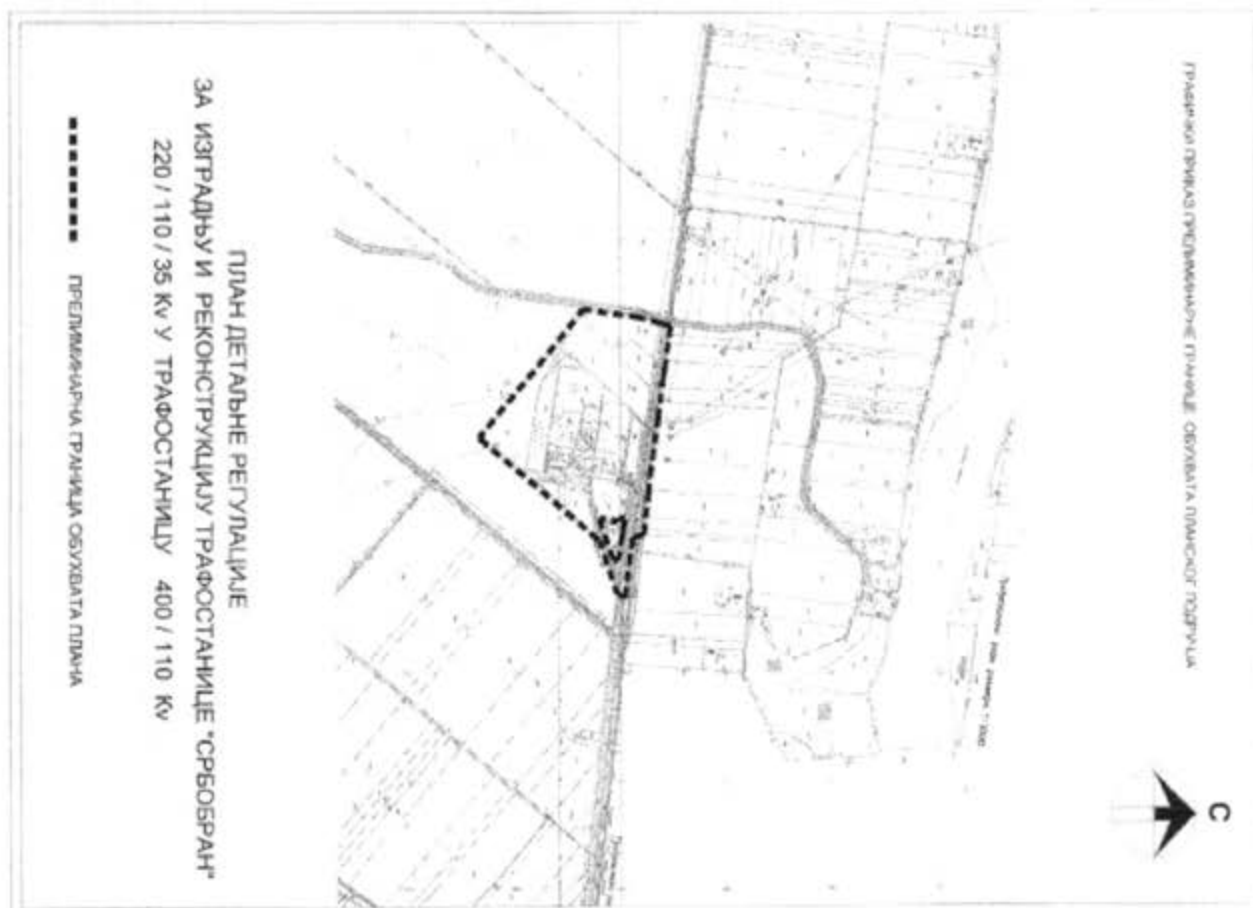 ГРАФИЧКИ ПРИКАЗ ПРЕЛИМИНАРНЕ ГРАНИЦЕ ОБУХВАТА ПЛАНСКОГ ПОДРУЧЈА
С
ПЛАН ДЕТАЉНЕ РЕГУЛАЦИЈЕ
ЗА ИЗГРАДЊУ И РЕКОНСТРУКЦИЈУ ТРАФОСТАНИЦЕ "СРБОБРАН"
220 / 110 / 35 Kv У ТРАФОСТАНИЦУ 400 / 110 Kv
ПРЕЛИМИНАРНА ГРАНИЦА ОБУХВАТА ПЛАНА